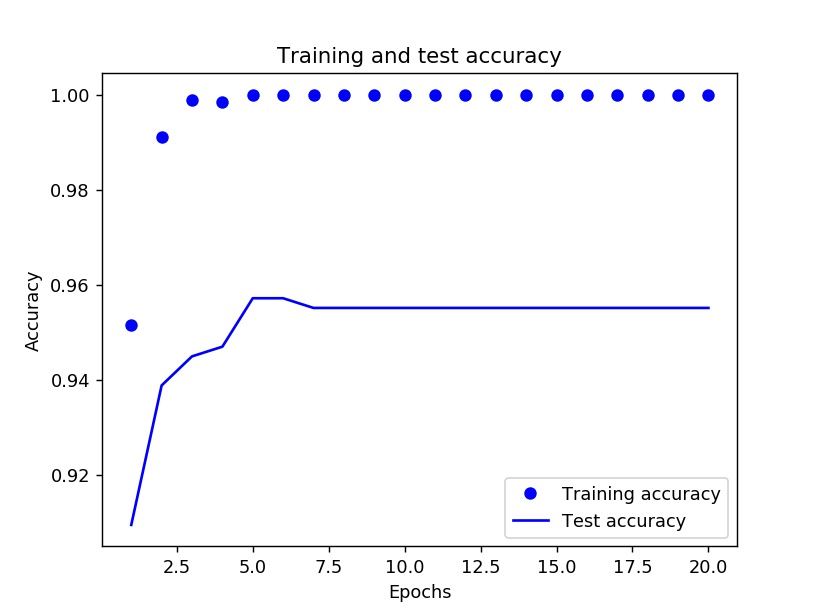 Training and test accuracy
1.00
0.98
0.96
0.94
0.92
Accuracy
Training accuracy
Test accuracy
2.5 5.0 7.5 10.0 12.5 15.0 17.5 20.0
Epochs